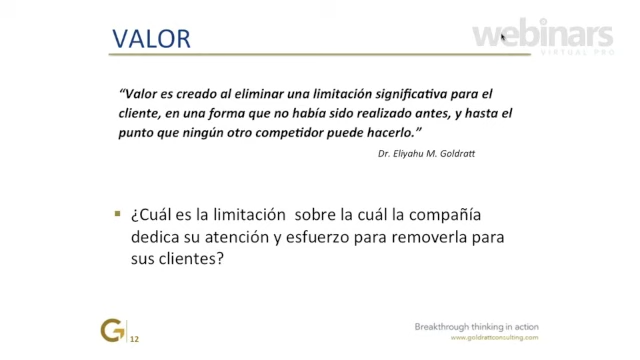 VALOR
webinars
VIRTUAL PRO
“Valor es creado al eliminar una limitación significativa para el
cliente, en una forma que no había sido realizado antes, y hasta el
punto que ningún otro competidor puede hacerlo.”
Dr. Eliyahu M. Goldratt
¿Cuál es la limitación sobre la cuál la compañía
dedica su atención y esfuerzo para removerla para
sus clientes?
G
12
Breakthrough thinking in action
www.goldrattconsulting.com